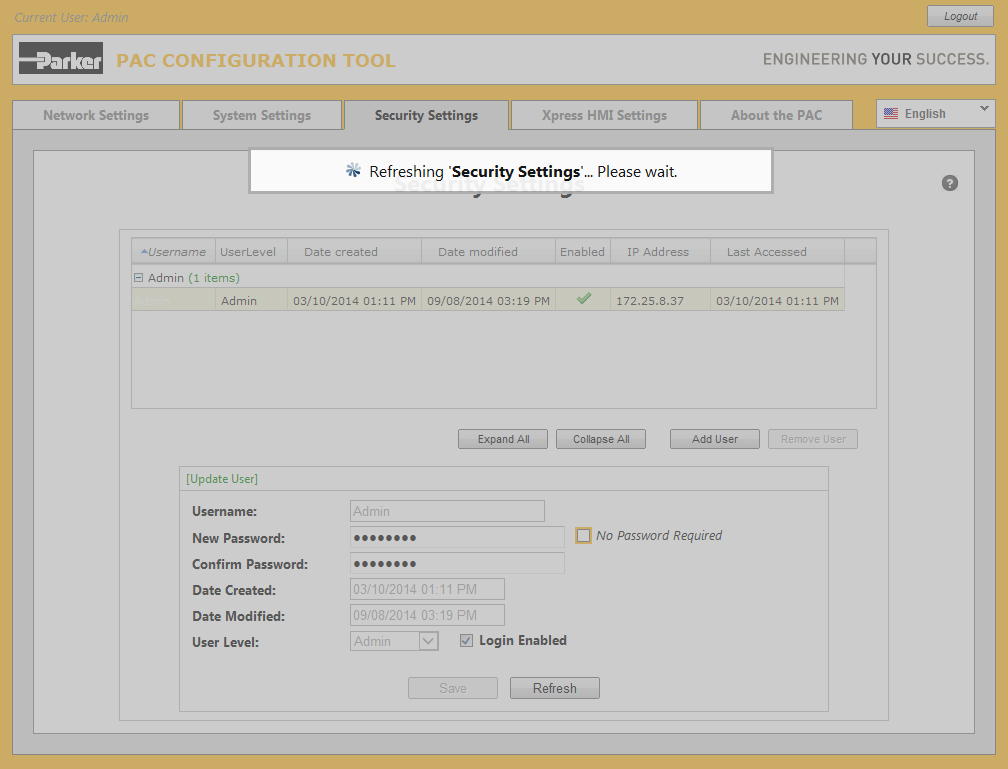 Current User: Admin
Logout
Parker
PAC CONFIGURATION TOOL
ENGINEERING YOUR SUCCESS.
Network Settings
System Settings
Security Settings
Xpress HMI Settings
About the PAC
English
Refreshing 'Security Settings'... Please wait.
Security Settings
?
Username UserLevel Date created Date modified Enabled IP Address Last Accessed
Admin (1 items)
Admin Admin 03/10/2014 01:11 PM 09/08/2014 03:19 PM 172.25.8.37 03/10/2014 01:11 PM
Expand All
Collapse All
Add User
Remove User
[Update User]
Username: Admin
New Password: ●●●●●●●● No Password Required
Confirm Password: ●●●●●●●●
Date Created: 03/10/2014 01:11 PM
Date Modified: 09/08/2014 03:19 PM
User Level: Admin Login Enabled
Save
Refresh